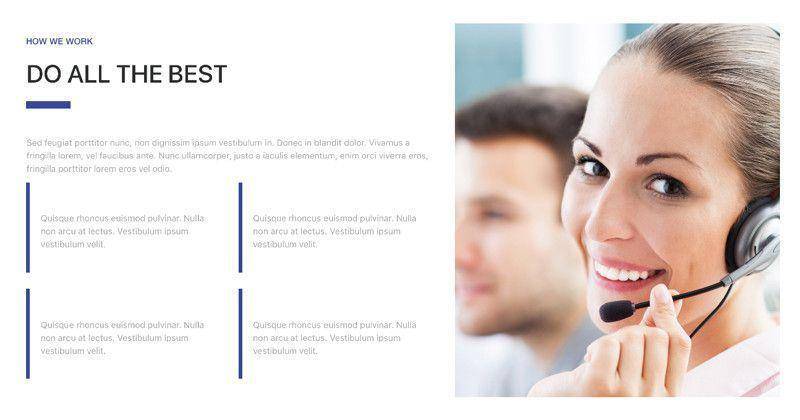 HOW WE WORK
DO ALL THE BEST
Sed feugiat porttitor nunc, non dignissim ipsum vestibulum in. Donec in blandit dolor. Vivamus a
fringilla lorem, vel faucibus ante. Nunc ullamcorper, justo a iaculis elementum, enim orci viverra eros,
fringilla porttitor lorem eros vel odio.
Quisque rhoncus euismod pulvinar. Nulla
non arcu at lectus. Vestibulum ipsum
vestibulum velit.
Quisque rhoncus euismod pulvinar. Nulla
non arcu at lectus. Vestibulum ipsum
vestibulum velit.
Quisque rhoncus euismod pulvinar. Nulla
non arcu at lectus. Vestibulum ipsum
vestibulum velit.
Quisque rhoncus euismod pulvinar. Nulla
non arcu at lectus. Vestibulum ipsum
vestibulum velit.